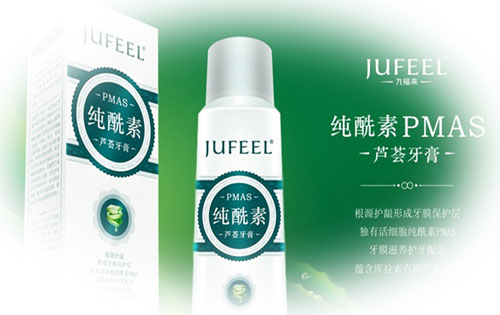 JUFEEL®
PMAS
纯酰素
芦荟牙膏
JUFEEL®
PMAS
纯酰素
芦荟牙膏
JUFEEL®
九福来
纯酰素PMAS
芦荟牙膏
根源护龈形成牙膜保护层
独有活细胞纯酰素PMAS
牙膜滋养护牙配方
蕴含库拉索有机芦荟